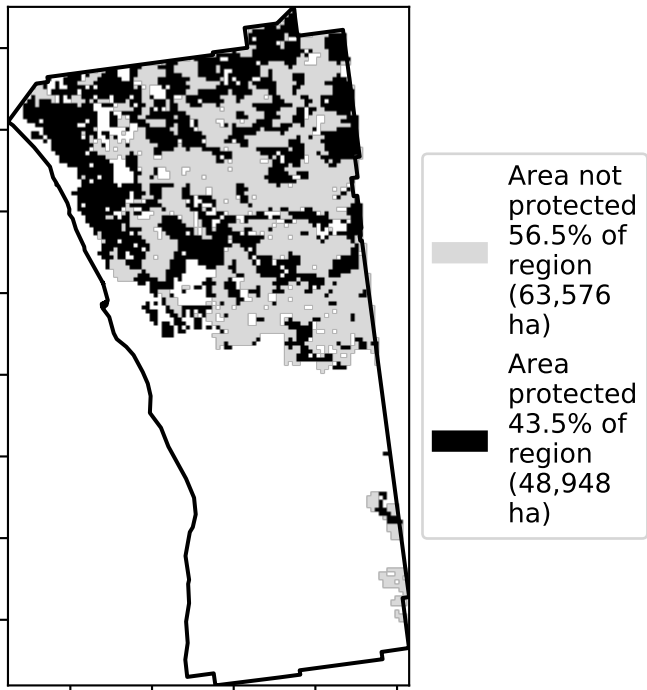 Area not
protected
56.5% of
region
(63,576
ha)
Area
protected
43.5% of
region
(48,948
ha)